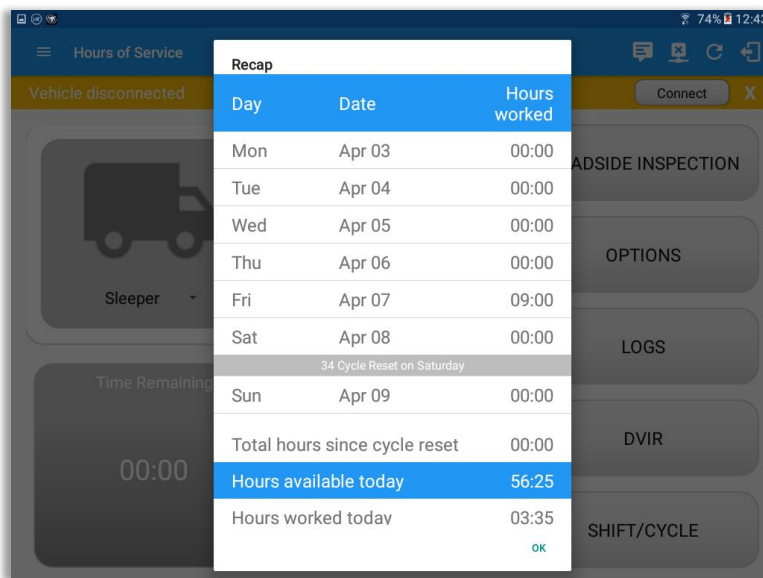 74% 12:43
Hours of Service
Vehicle disconnected
Connect X
Recap
Day Date Hours worked
Mon Apr 03 00:00
Tue Apr 04 00:00
Wed Apr 05 00:00
Thu Apr 06 00:00
Fri Apr 07 09:00
Sat Apr 08 00:00
34 Cycle Reset on Saturday
Sun Apr 09 00:00
Total hours since cycle reset 00:00
Hours available today 56:25
Hours worked today 03:35
OK
Sleeper
Time Remaining
00:00
ADSIDE INSPECTION
OPTIONS
LOGS
DVIR
SHIFT/CYCLE